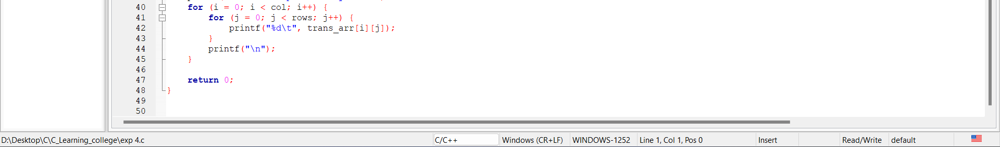 40 for (i = 0; i < col; i++) {
41 for (j = 0; j < rows; j++) {
42 printf("%d\t", trans_arr[i][j]);
43 }
44 printf("\n");
45 }
46
47 return 0;
48 }
49
50
D:\Desktop\C\C_Learning_college\exp 4.c C/C++ Windows (CR+LF) WINDOWS-1252 Line 1, Col 1, Pos 0 Insert Read/Write default